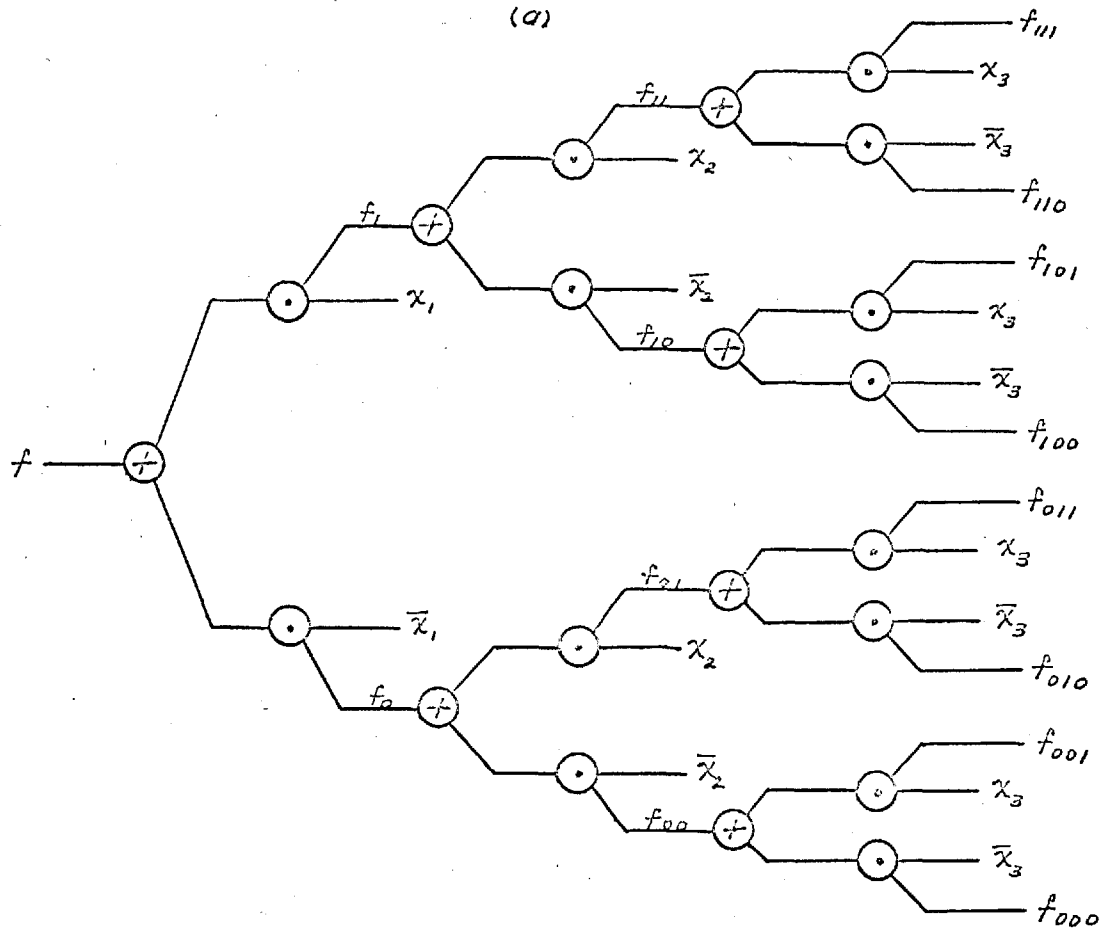 (a)
f₁₁₁
x₃
f₁₁
x̅₃
x₂
f₁₁₀
f₁
f₁₀₁
x̅₂
x₁
x₃
f₁₀
x̅₃
f₁₀₀
f
f₀₁₁
x₃
f₀₁
x̅₃
x̅₁
x₂
f₀₁₀
f₀
f₀₀₁
x̅₂
x₃
f₀₀
x̅₃
f₀₀₀